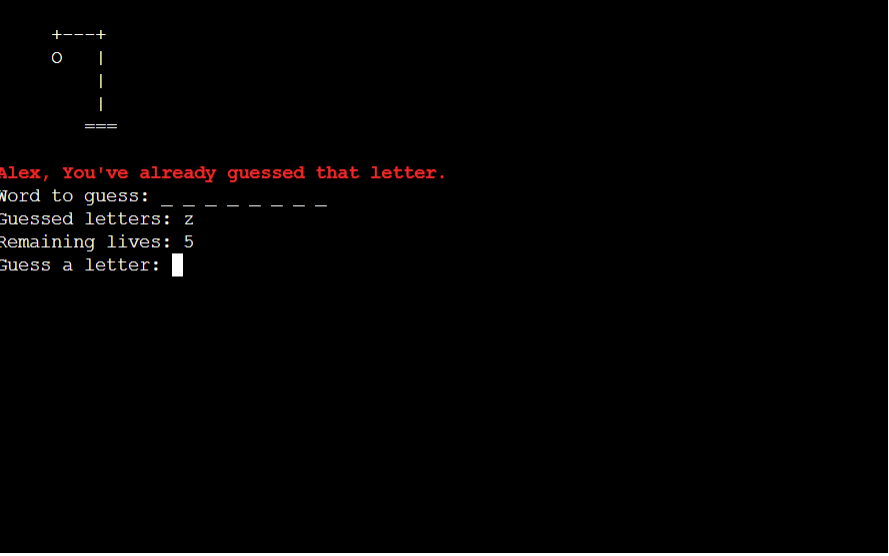 +---+
O   |
    |
    |
   ===
Alex, You've already guessed that letter.
Word to guess: _ _ _ _ _ _ _ _
Guessed letters: z
Remaining lives: 5
Guess a letter: